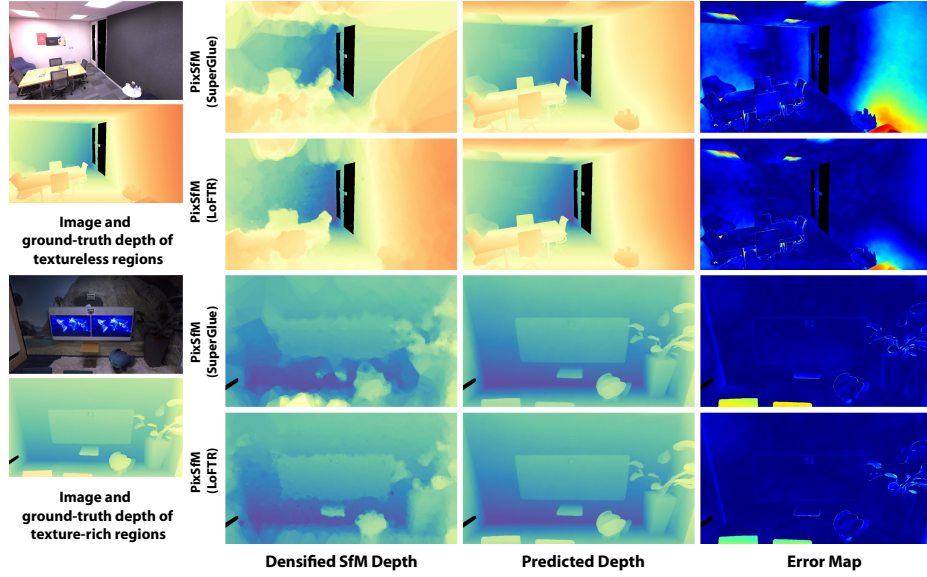 PixSfM
(SuperGlue)
PixSfM
(LoFTR)
Image and
ground-truth depth of
textureless regions
PixSfM
(SuperGlue)
PixSfM
(LoFTR)
Image and
ground-truth depth of
texture-rich regions
Densified SfM Depth
Predicted Depth
Error Map